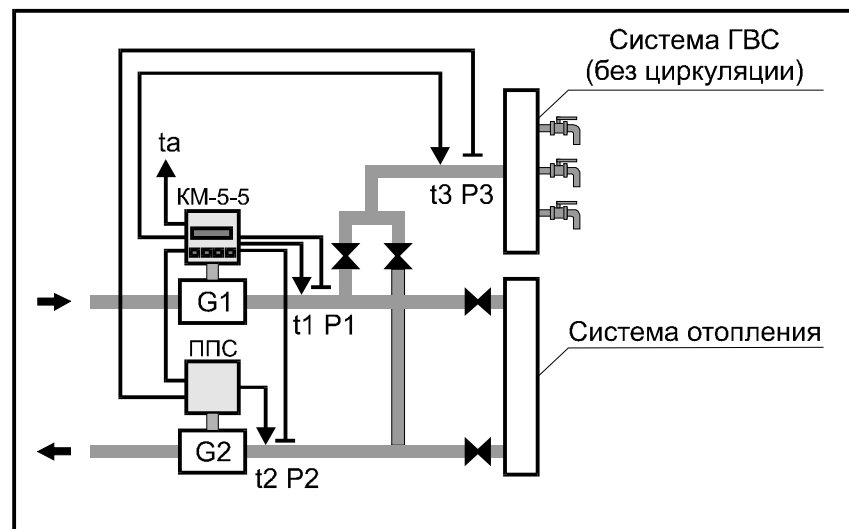 Система ГВС
(без циркуляции)
ta
КМ-5-5
t3 P3
G1
t1 P1
Система отопления
ППС
G2
t2 P2